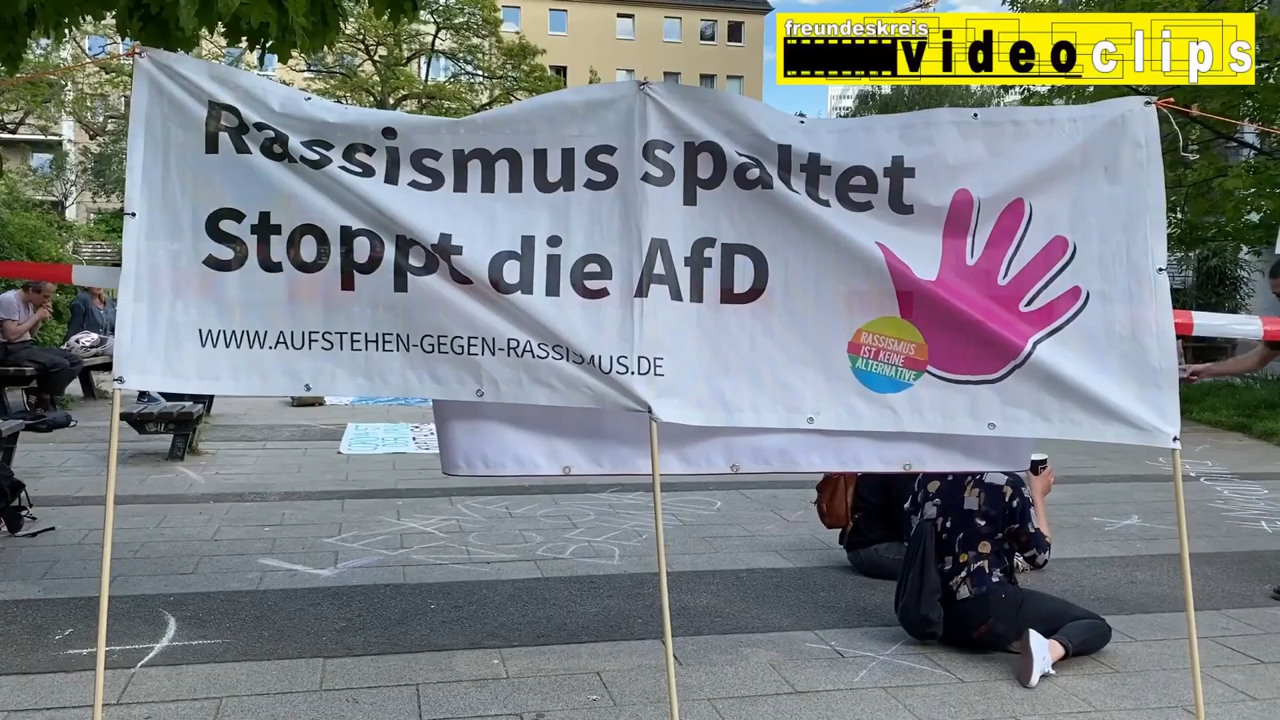 freundeskreis
videoclips
Rassismus spaltet
Stoppt die AfD
WWW.AUFSTEHEN-GEGEN-RASSISMUS.DE
RASSISMUS
IST KEINE
ALTERNATIVE